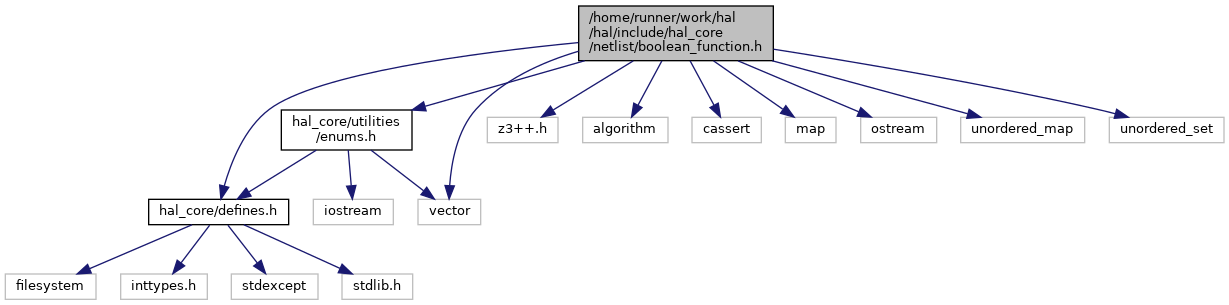 /home/runner/work/hal
/hal/include/hal_core
/netlist/boolean_function.h
hal_core/utilities
/enums.h
z3++.h
algorithm
cassert
map
ostream
unordered_map
unordered_set
hal_core/defines.h
iostream
vector
filesystem
inttypes.h
stdexcept
stdlib.h